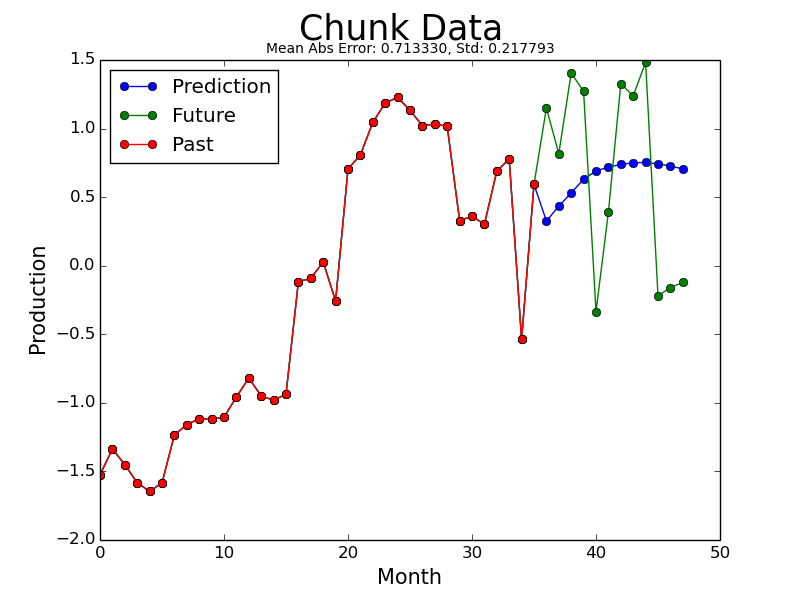 Chunk Data
Mean Abs Error: 0.713330, Std: 0.217793
Prediction
Future
Past
1.5
1.0
0.5
0.0
−0.5
−1.0
−1.5
−2.0
Production
0 10 20 30 40 50
Month